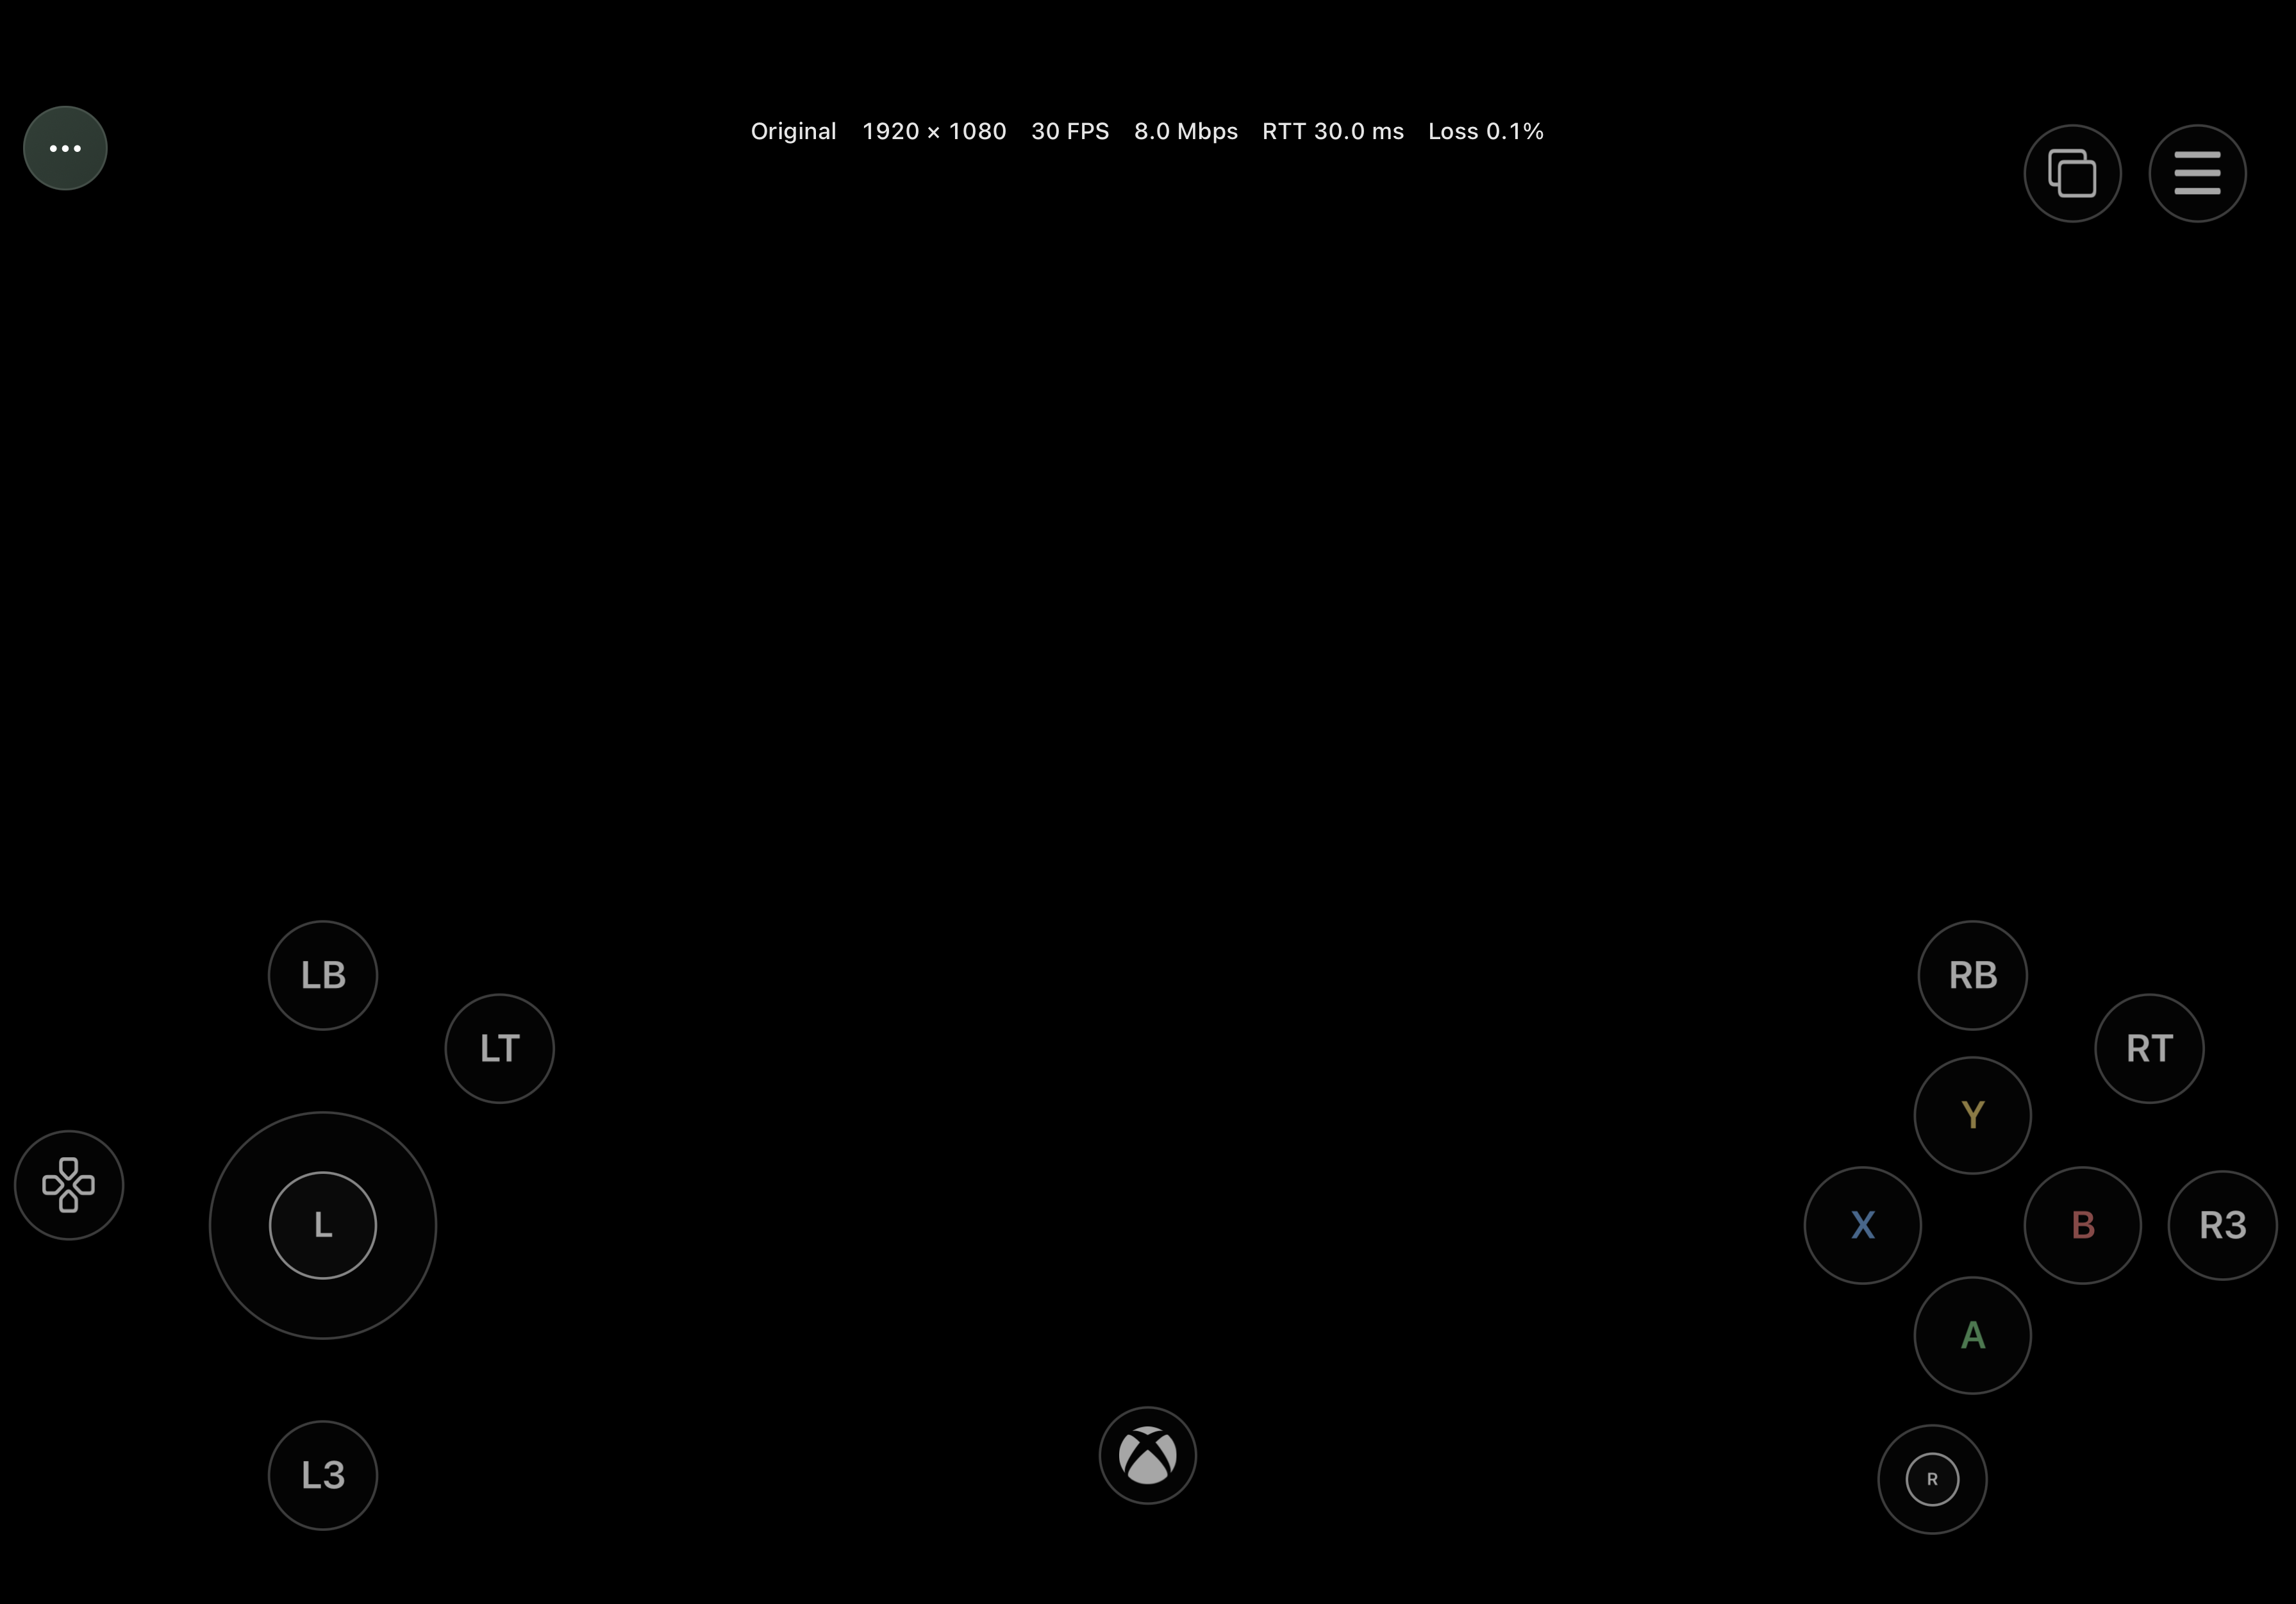 Original 1920 × 1080 30 FPS 8.0 Mbps RTT 30.0 ms Loss 0.1%
LB
RB
LT
RT
Y
L
X
B
R3
A
L3
R